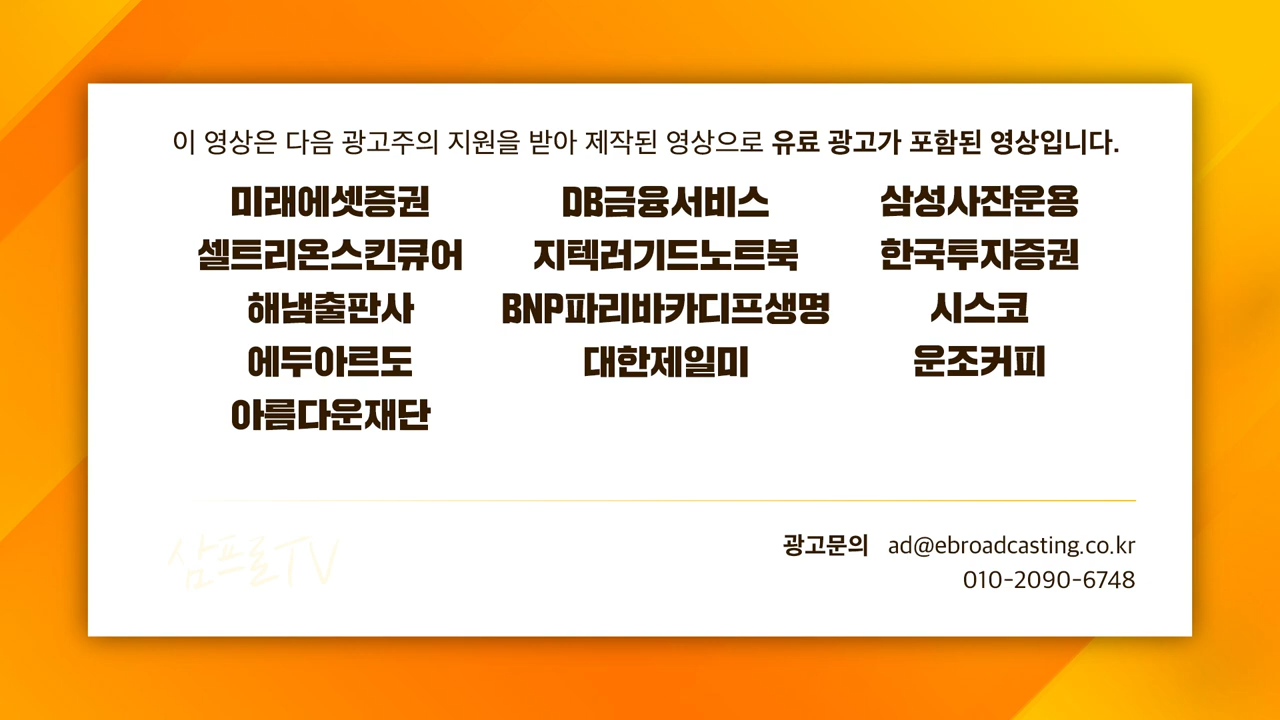 이 영상은 다음 광고주의 지원을 받아 제작된 영상으로 유료 광고가 포함된 영상입니다.
미래에셋증권 DB금융서비스 삼성사잔운용
셀트리온스킨큐어 지텍러기드노트북 한국투자증권
해냄출판사 BNP파리바카디프생명 시스코
에두아르도 대한제일미 운조커피
아름다운재단
삼프로TV
광고문의 ad@ebroadcasting.co.kr
010-2090-6748